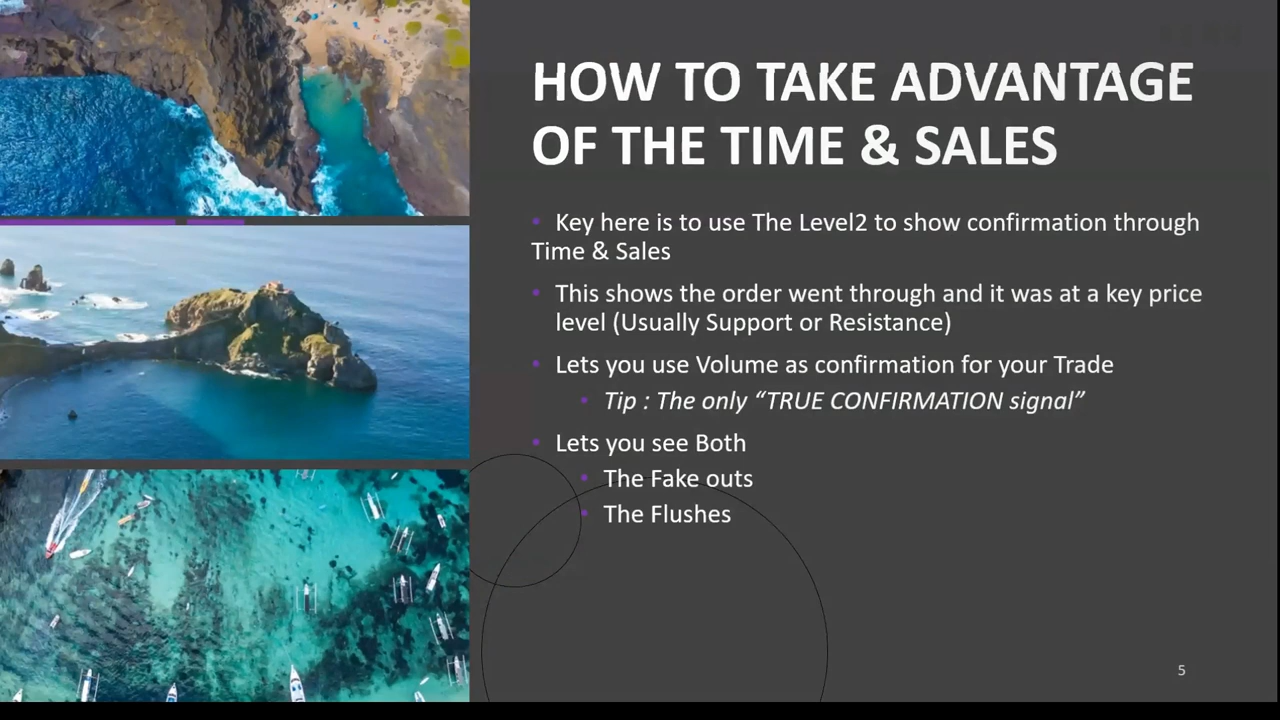 HOW TO TAKE ADVANTAGE
OF THE TIME & SALES
• Key here is to use The Level2 to show confirmation through
Time & Sales
• This shows the order went through and it was at a key price
level (Usually Support or Resistance)
• Lets you use Volume as confirmation for your Trade
• Tip : The only “TRUE CONFIRMATION signal”
• Lets you see Both
• The Fake outs
• The Flushes
5